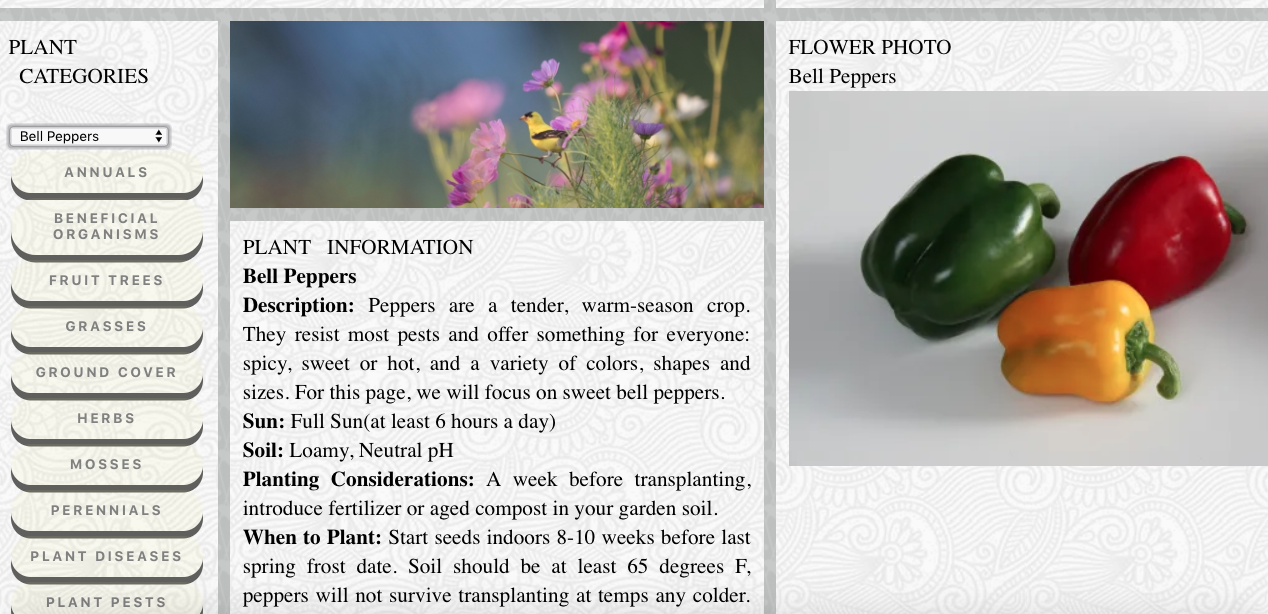 PLANT
CATEGORIES
Bell Peppers
ANNUALS
BENEFICIAL
ORGANISMS
FRUIT TREES
GRASSES
GROUND COVER
HERBS
MOSSES
PERENNIALS
PLANT DISEASES
PLANT PESTS
PLANT INFORMATION
Bell Peppers
Description: Peppers are a tender, warm-season crop.
They resist most pests and offer something for everyone:
spicy, sweet or hot, and a variety of colors, shapes and
sizes. For this page, we will focus on sweet bell peppers.
Sun: Full Sun(at least 6 hours a day)
Soil: Loamy, Neutral pH
Planting Considerations: A week before transplanting,
introduce fertilizer or aged compost in your garden soil.
When to Plant: Start seeds indoors 8-10 weeks before last
spring frost date. Soil should be at least 65 degrees F,
peppers will not survive transplanting at temps any colder.
FLOWER PHOTO
Bell Peppers